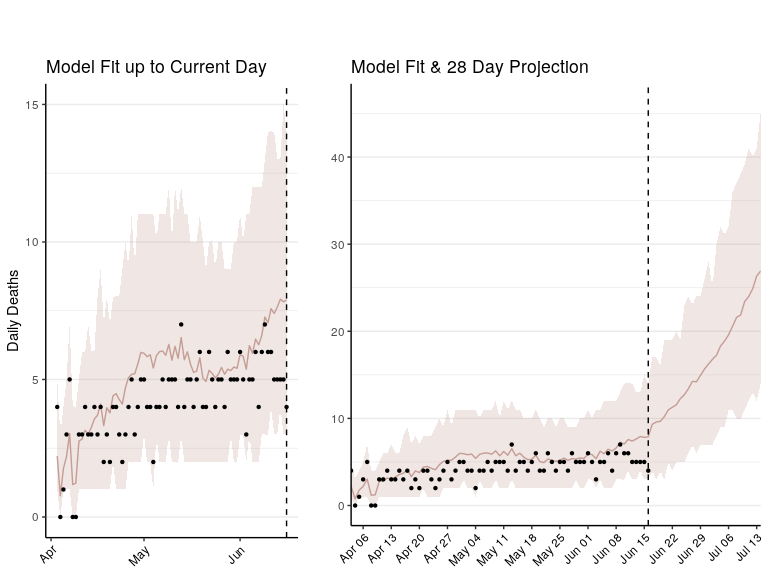 Model Fit up to Current Day
Daily Deaths
15
10
5
0
Apr
May
Jun
Model Fit & 28 Day Projection
40
30
20
10
0
Apr 06
Apr 13
Apr 20
Apr 27
May 04
May 11
May 18
May 25
Jun 01
Jun 08
Jun 15
Jun 22
Jun 29
Jul 06
Jul 13